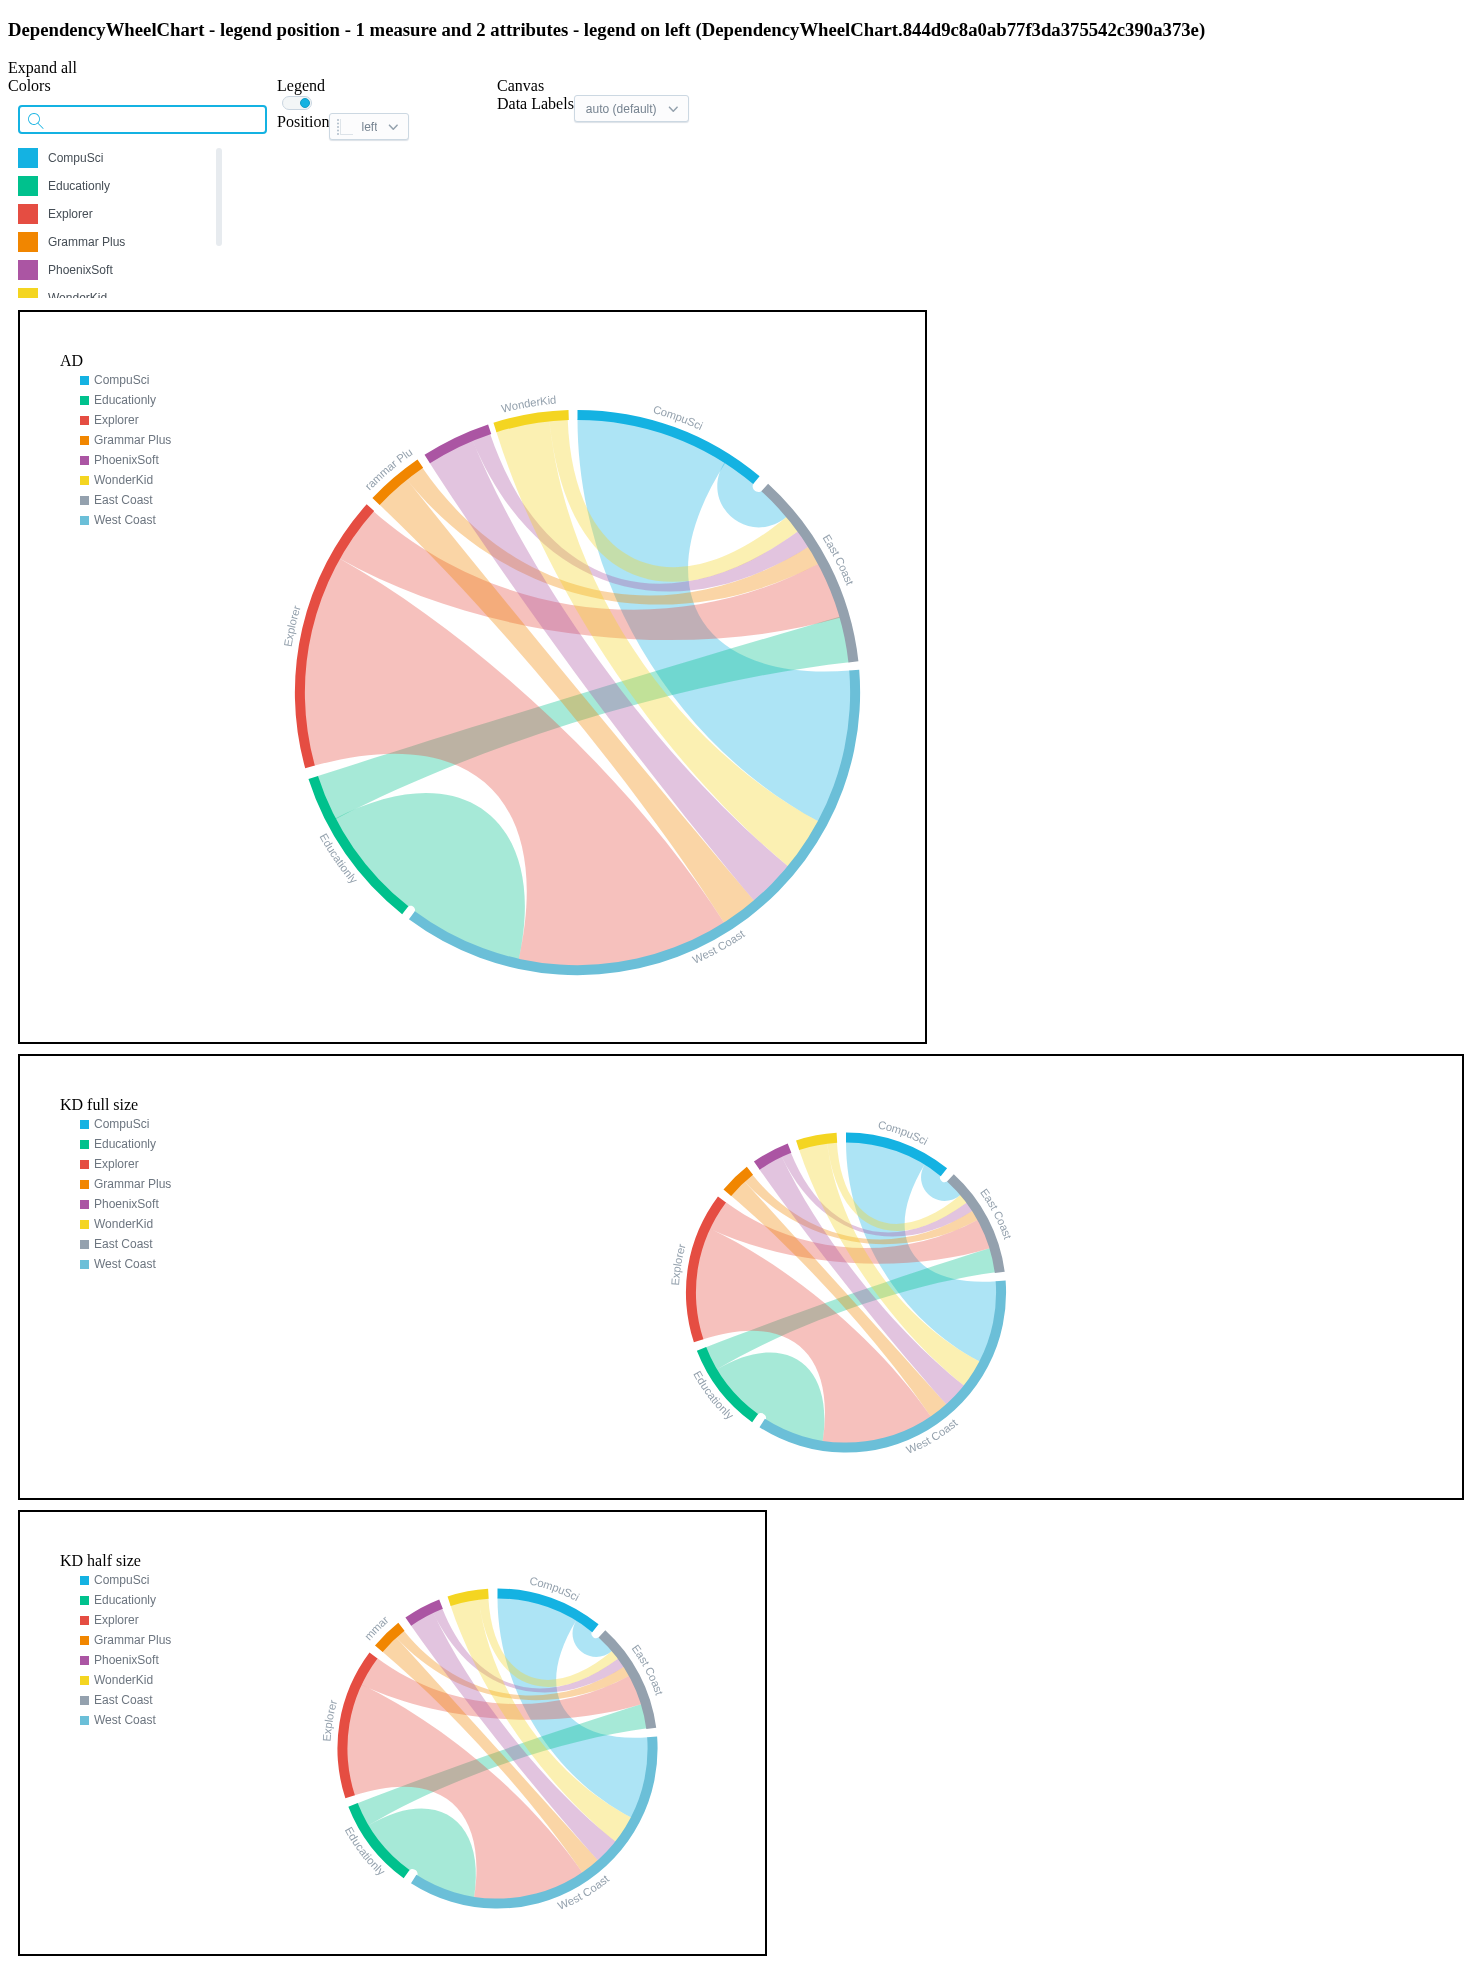 DependencyWheelChart - legend position - 1 measure and 2 attributes - legend on left (DependencyWheelChart.844d9c8a0ab77f3da375542c390a373e)
Expand all
Colors
Legend
Canvas
Data Labels auto (default)
Position left
CompuSci
Educationly
Explorer
Grammar Plus
PhoenixSoft
WonderKid
AD
CompuSci
Educationly
Explorer
Grammar Plus
PhoenixSoft
WonderKid
East Coast
West Coast
WonderKid
CompuSci
rammar Plu
East Coast
Explorer
Educationly
West Coast
KD full size
CompuSci
Educationly
Explorer
Grammar Plus
PhoenixSoft
WonderKid
East Coast
West Coast
CompuSci
East Coast
Explorer
Educationly
West Coast
KD half size
CompuSci
Educationly
Explorer
Grammar Plus
PhoenixSoft
WonderKid
East Coast
West Coast
CompuSci
mmar
East Coast
Explorer
Educationly
West Coast